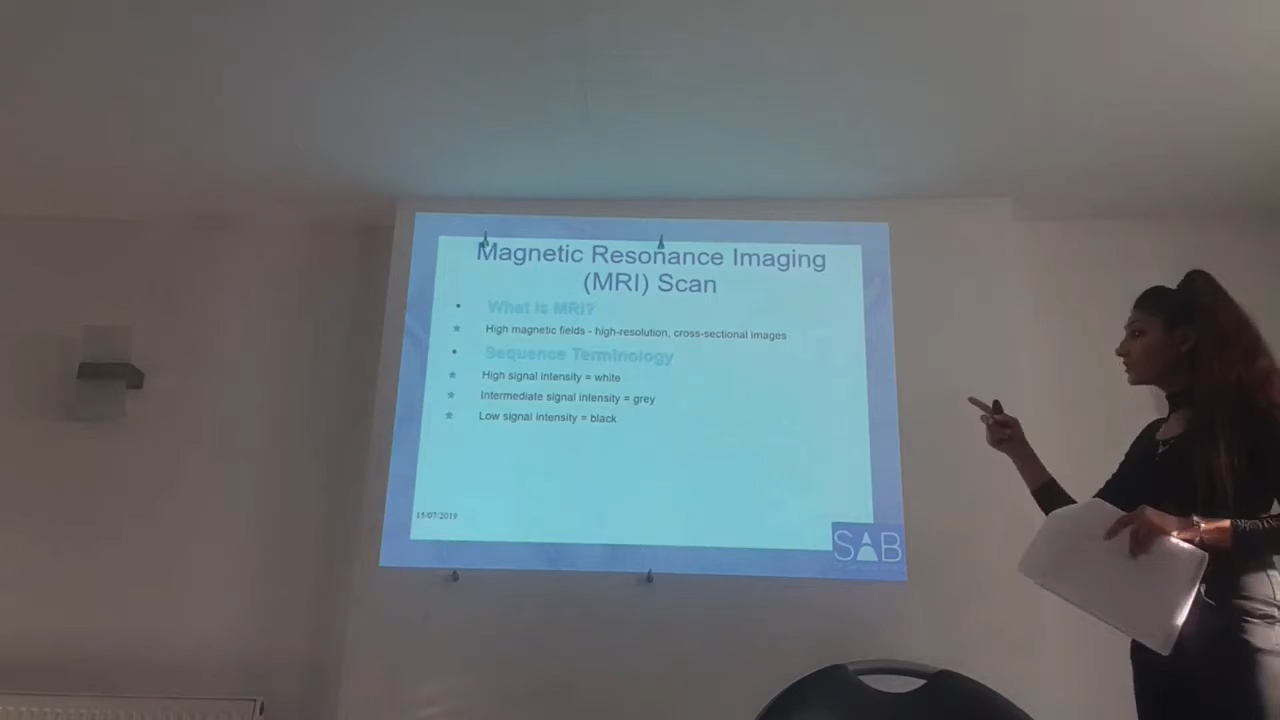 Magnetic Resonance Imaging
(MRI) Scan
What is MRI?
High magnetic fields - high-resolution, cross-sectional images
Sequence Terminology
High signal intensity = white
Intermediate signal intensity = grey
Low signal intensity = black
15/07/2019
SAB